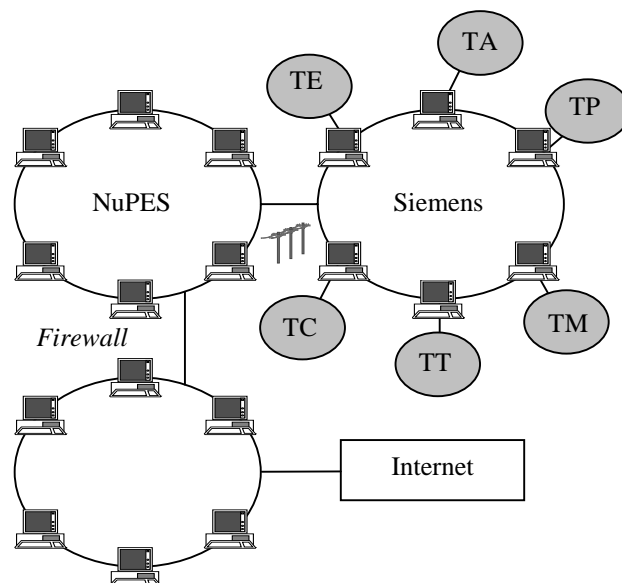 TA
TE
TP
NuPES
Siemens
TC
TM
Firewall
TT
Internet